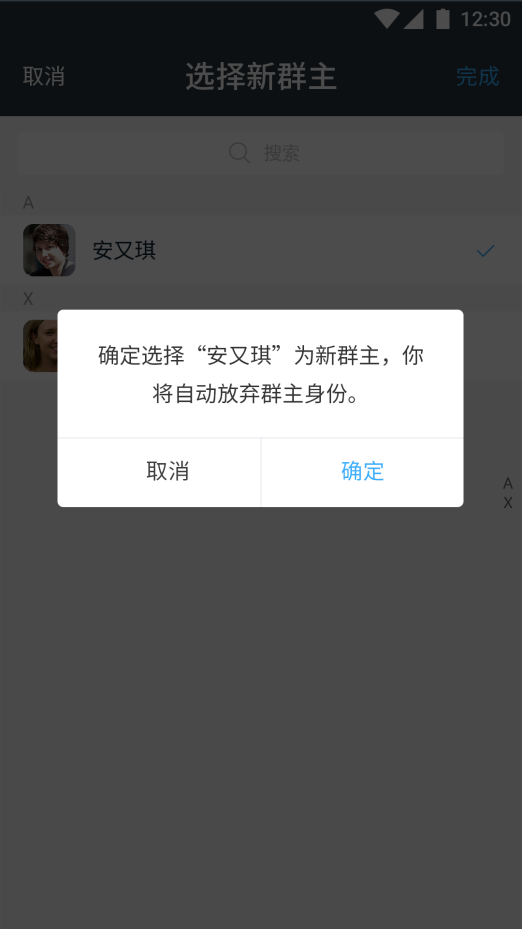 12:30
取消 选择新群主 完成
搜索
A
安又琪
X
确定选择“安又琪”为新群主，你
将自动放弃群主身份。
取消 确定
A
X